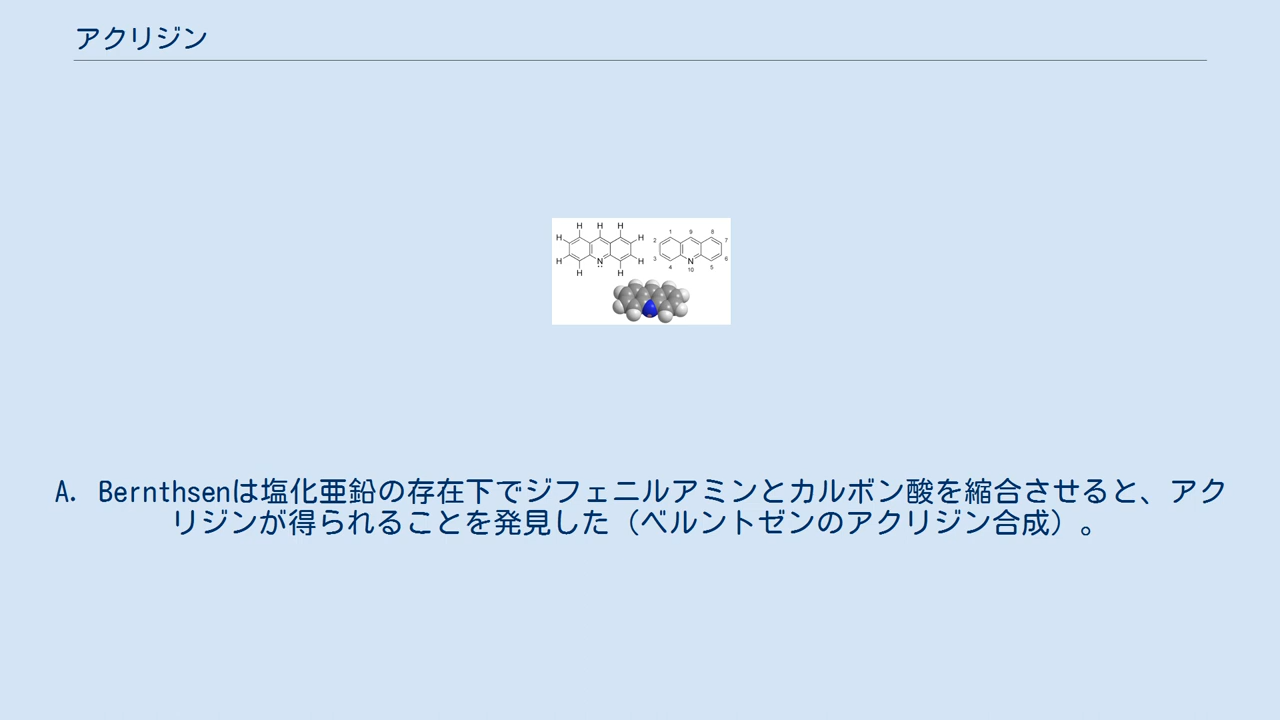 アクリジン
H H H
H H
H N H
H H
1 9 8
2 7
3 6
4 N 5
10
A. Bernthsenは塩化亜鉛の存在下でジフェニルアミンとカルボン酸を縮合させると、アク
リジンが得られることを発見した（ベルントゼンのアクリジン合成）。